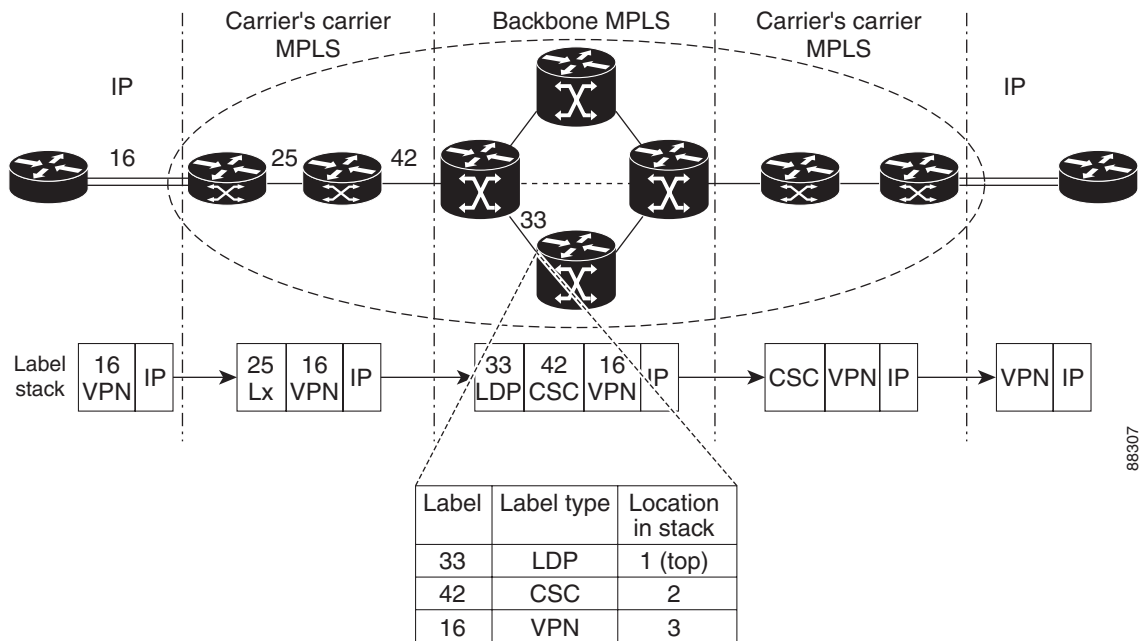 Carrier's carrier
MPLS
Backbone MPLS
Carrier's carrier
MPLS
IP
IP
16
25
42
33
Label
stack
16
VPN
IP
25
Lx
16
VPN
IP
33
LDP
42
CSC
16
VPN
IP
CSC
VPN
IP
VPN
IP
88307
Label
Label type
Location
in stack
33
LDP
1 (top)
42
CSC
2
16
VPN
3